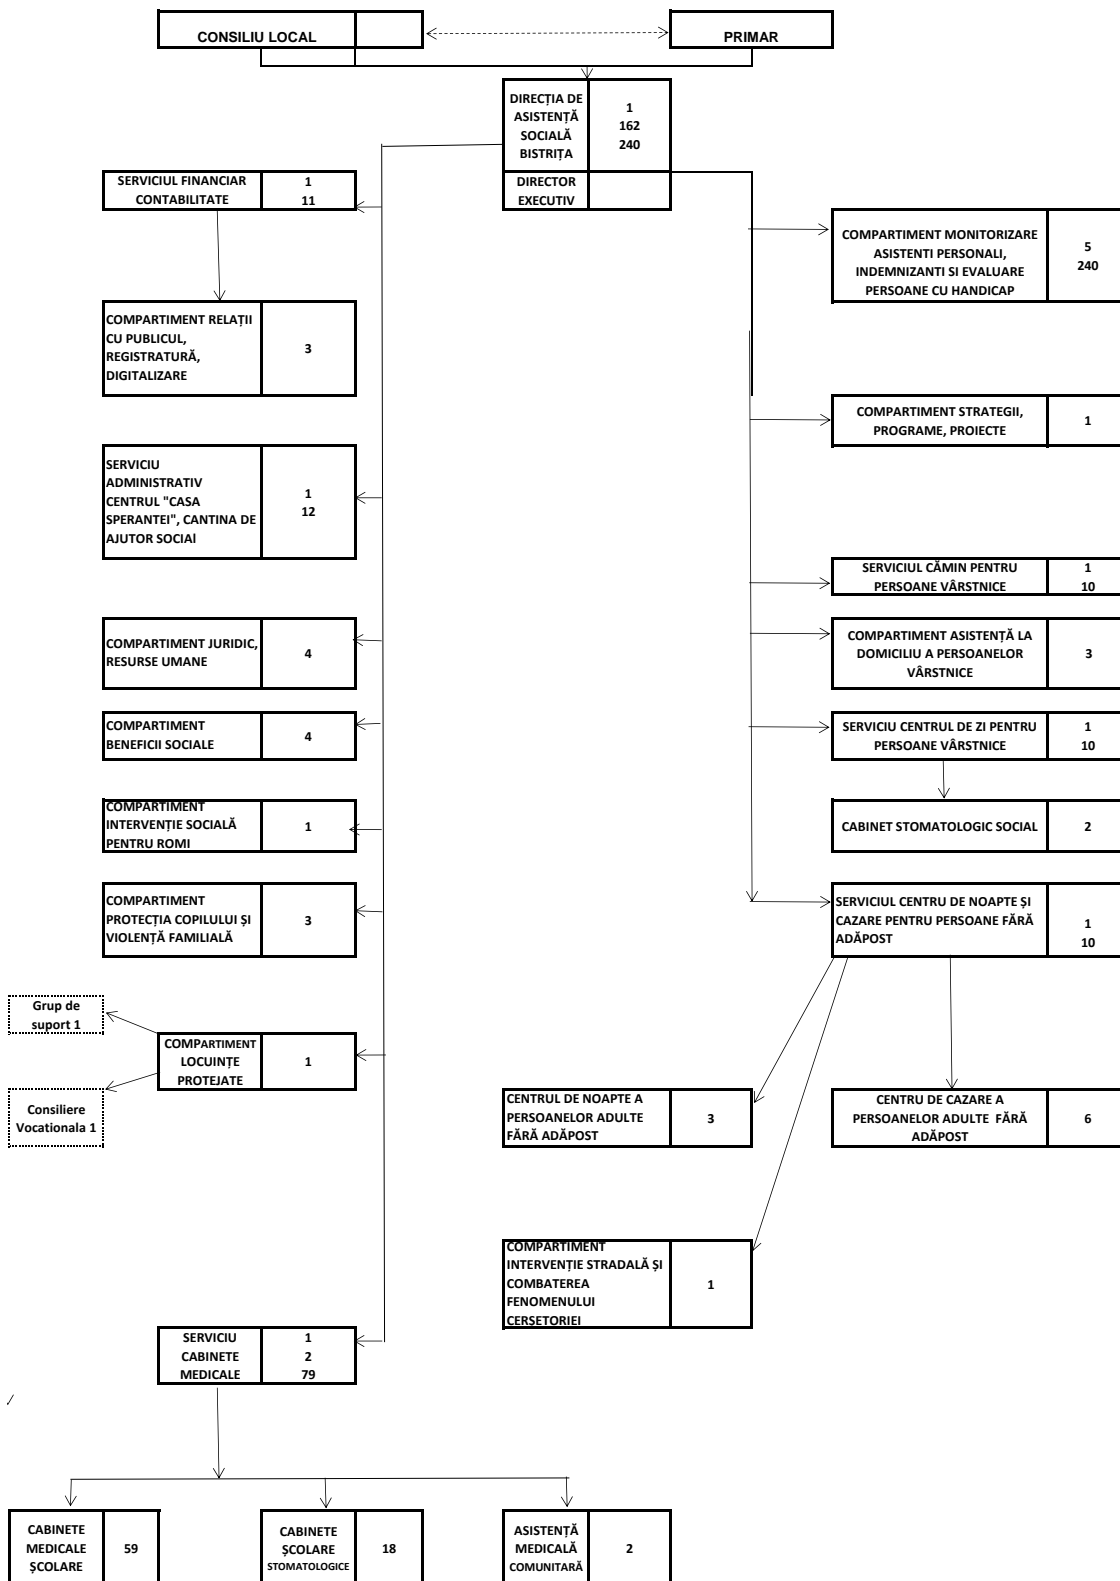 CONSILIU LOCAL
PRIMAR
DIRECȚIA DE
ASISTENȚĂ
SOCIALĂ
BISTRIȚA
1
162
240
DIRECTOR
EXECUTIV
SERVICIUL FINANCIAR
CONTABILITATE
1
11
COMPARTIMENT RELAȚII
CU PUBLICUL,
REGISTRATURĂ,
DIGITALIZARE
3
SERVICIU
ADMINISTRATIV
CENTRUL "CASA
SPERANTEI", CANTINA DE
AJUTOR SOCIAl
1
12
COMPARTIMENT JURIDIC,
RESURSE UMANE
4
COMPARTIMENT
BENEFICII SOCIALE
4
COMPARTIMENT
INTERVENȚIE SOCIALĂ
PENTRU ROMI
1
COMPARTIMENT
PROTECȚIA COPILULUI ȘI
VIOLENȚĂ FAMILIALĂ
3
Grup de
suport 1
COMPARTIMENT
LOCUINȚE
PROTEJATE
1
Consiliere
Vocationala 1
SERVICIU
CABINETE
MEDICALE
1
2
79
CABINETE
MEDICALE
ȘCOLARE
59
CABINETE
ȘCOLARE
STOMATOLOGICE
18
ASISTENȚĂ
MEDICALĂ
COMUNITARĂ
2
COMPARTIMENT MONITORIZARE
ASISTENTI PERSONALI,
INDEMNIZANTI SI EVALUARE
PERSOANE CU HANDICAP
5
240
COMPARTIMENT STRATEGII,
PROGRAME, PROIECTE
1
SERVICIUL CĂMIN PENTRU
PERSOANE VÂRSTNICE
1
10
COMPARTIMENT ASISTENȚĂ LA
DOMICILIU A PERSOANELOR
VÂRSTNICE
3
SERVICIU CENTRUL DE ZI PENTRU
PERSOANE VÂRSTNICE
1
10
CABINET STOMATOLOGIC SOCIAL
2
SERVICIUL CENTRU DE NOAPTE ȘI
CAZARE PENTRU PERSOANE FĂRĂ
ADĂPOST
1
10
CENTRUL DE NOAPTE A
PERSOANELOR ADULTE
FĂRĂ ADĂPOST
3
CENTRU DE CAZARE A
PERSOANELOR ADULTE FĂRĂ
ADĂPOST
6
COMPARTIMENT
INTERVENȚIE STRADALĂ ȘI
COMBATEREA
FENOMENULUI
CERȘETORIEI
1